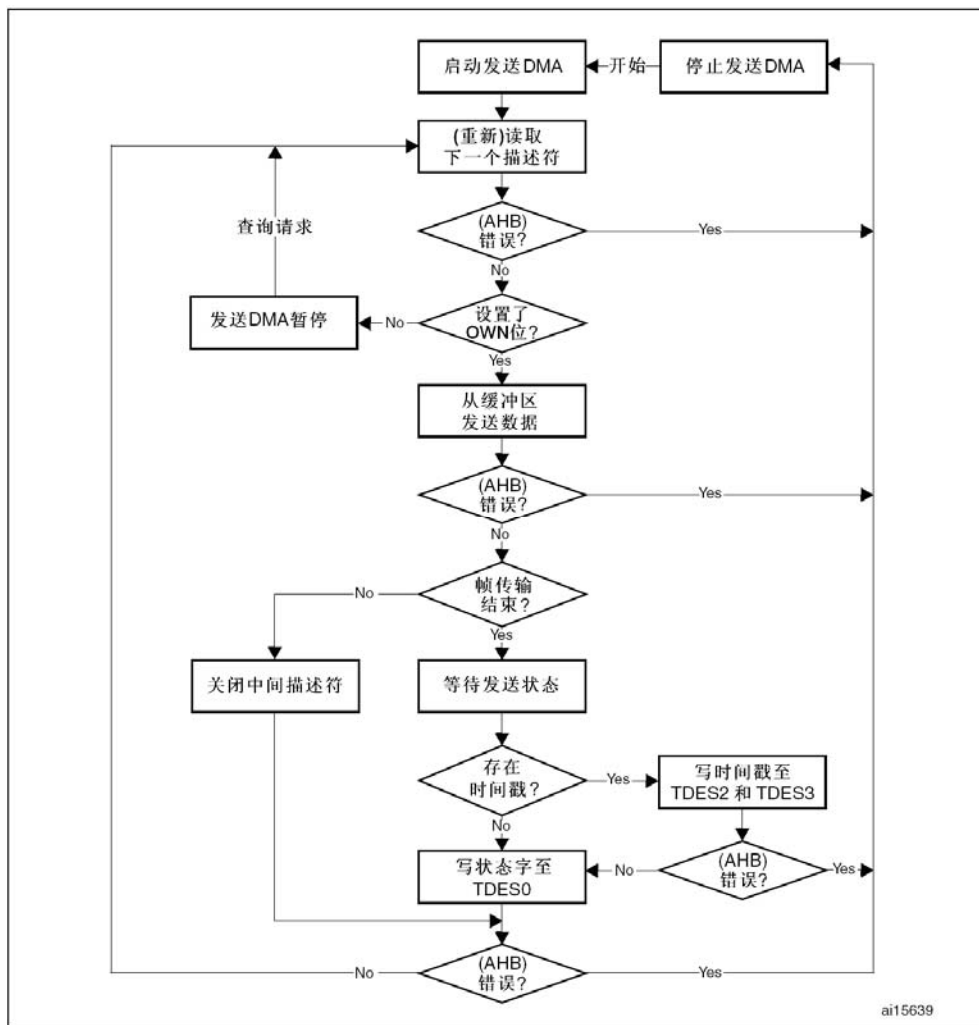 启动发送DMA
开始
停止发送DMA
(重新)读取
下一个描述符
查询请求
(AHB)
错误?
Yes
No
发送DMA暂停
No
设置了
OWN位?
Yes
从缓冲区
发送数据
(AHB)
错误?
Yes
No
No
帧传输
结束?
Yes
关闭中间描述符
等待发送状态
存在
时间戳?
Yes
写时间戳至
TDES2 和 TDES3
No
写状态字至
TDES0
No
(AHB)
错误?
Yes
No
(AHB)
错误?
Yes
ai15639